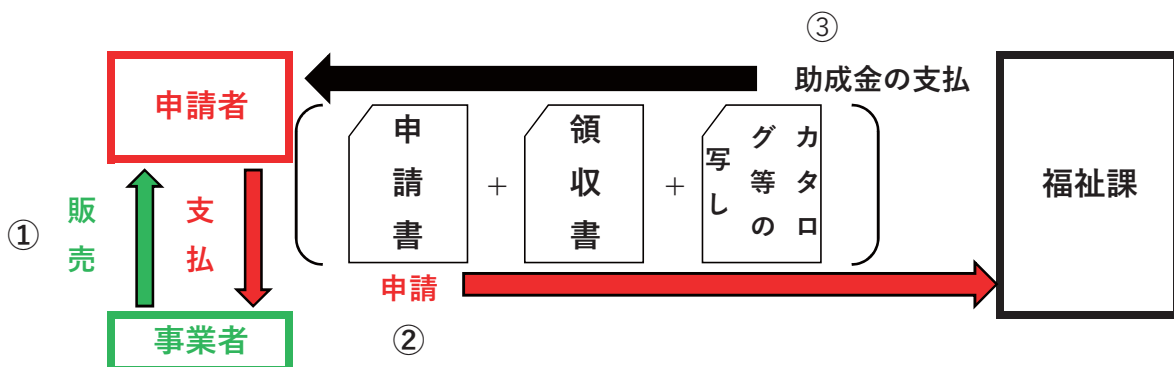 ③
助成金の支払
申請者
申請書
+
領収書
+
カタログ等の写し
福祉課
①
販売
支払
申請
②
事業者